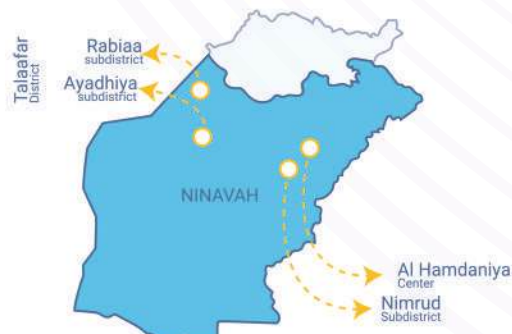 Talaafar
District
Rabiaa
subdistrict
Ayadhiya
subdistrict
NINAVAH
Al Hamdaniya
Center
Nimrud
Subdistrict